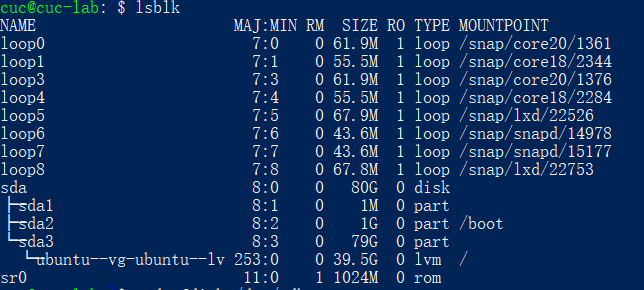 cuc@cuc-lab: $ lsblk
NAME                      MAJ:MIN RM  SIZE RO TYPE MOUNTPOINT
loop0                       7:0    0 61.9M  1 loop /snap/core20/1361
loop1                       7:1    0 55.5M  1 loop /snap/core18/2344
loop3                       7:3    0 61.9M  1 loop /snap/core20/1376
loop4                       7:4    0 55.5M  1 loop /snap/core18/2284
loop5                       7:5    0 67.9M  1 loop /snap/lxd/22526
loop6                       7:6    0 43.6M  1 loop /snap/snapd/14978
loop7                       7:7    0 43.6M  1 loop /snap/snapd/15177
loop8                       7:8    0 67.8M  1 loop /snap/lxd/22753
sda                         8:0    0   80G  0 disk
├─sda1                      8:1    0    1M  0 part
├─sda2                      8:2    0    1G  0 part /boot
└─sda3                      8:3    0   79G  0 part
  └─ubuntu--vg-ubuntu--lv 253:0    0 39.5G  0 lvm  /
sr0                        11:0    1 1024M  0 rom